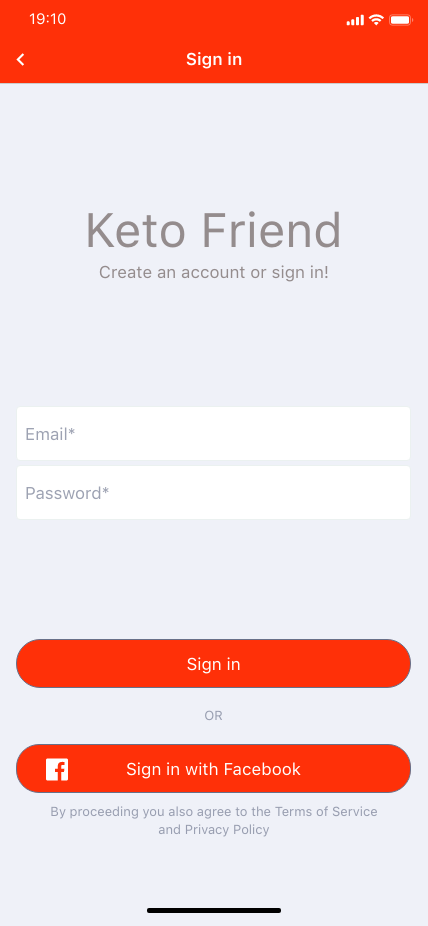 19:10
Sign in
Keto Friend
Create an account or sign in!
Email*
Password*
Sign in
OR
Sign in with Facebook
By proceeding you also agree to the Terms of Service
and Privacy Policy